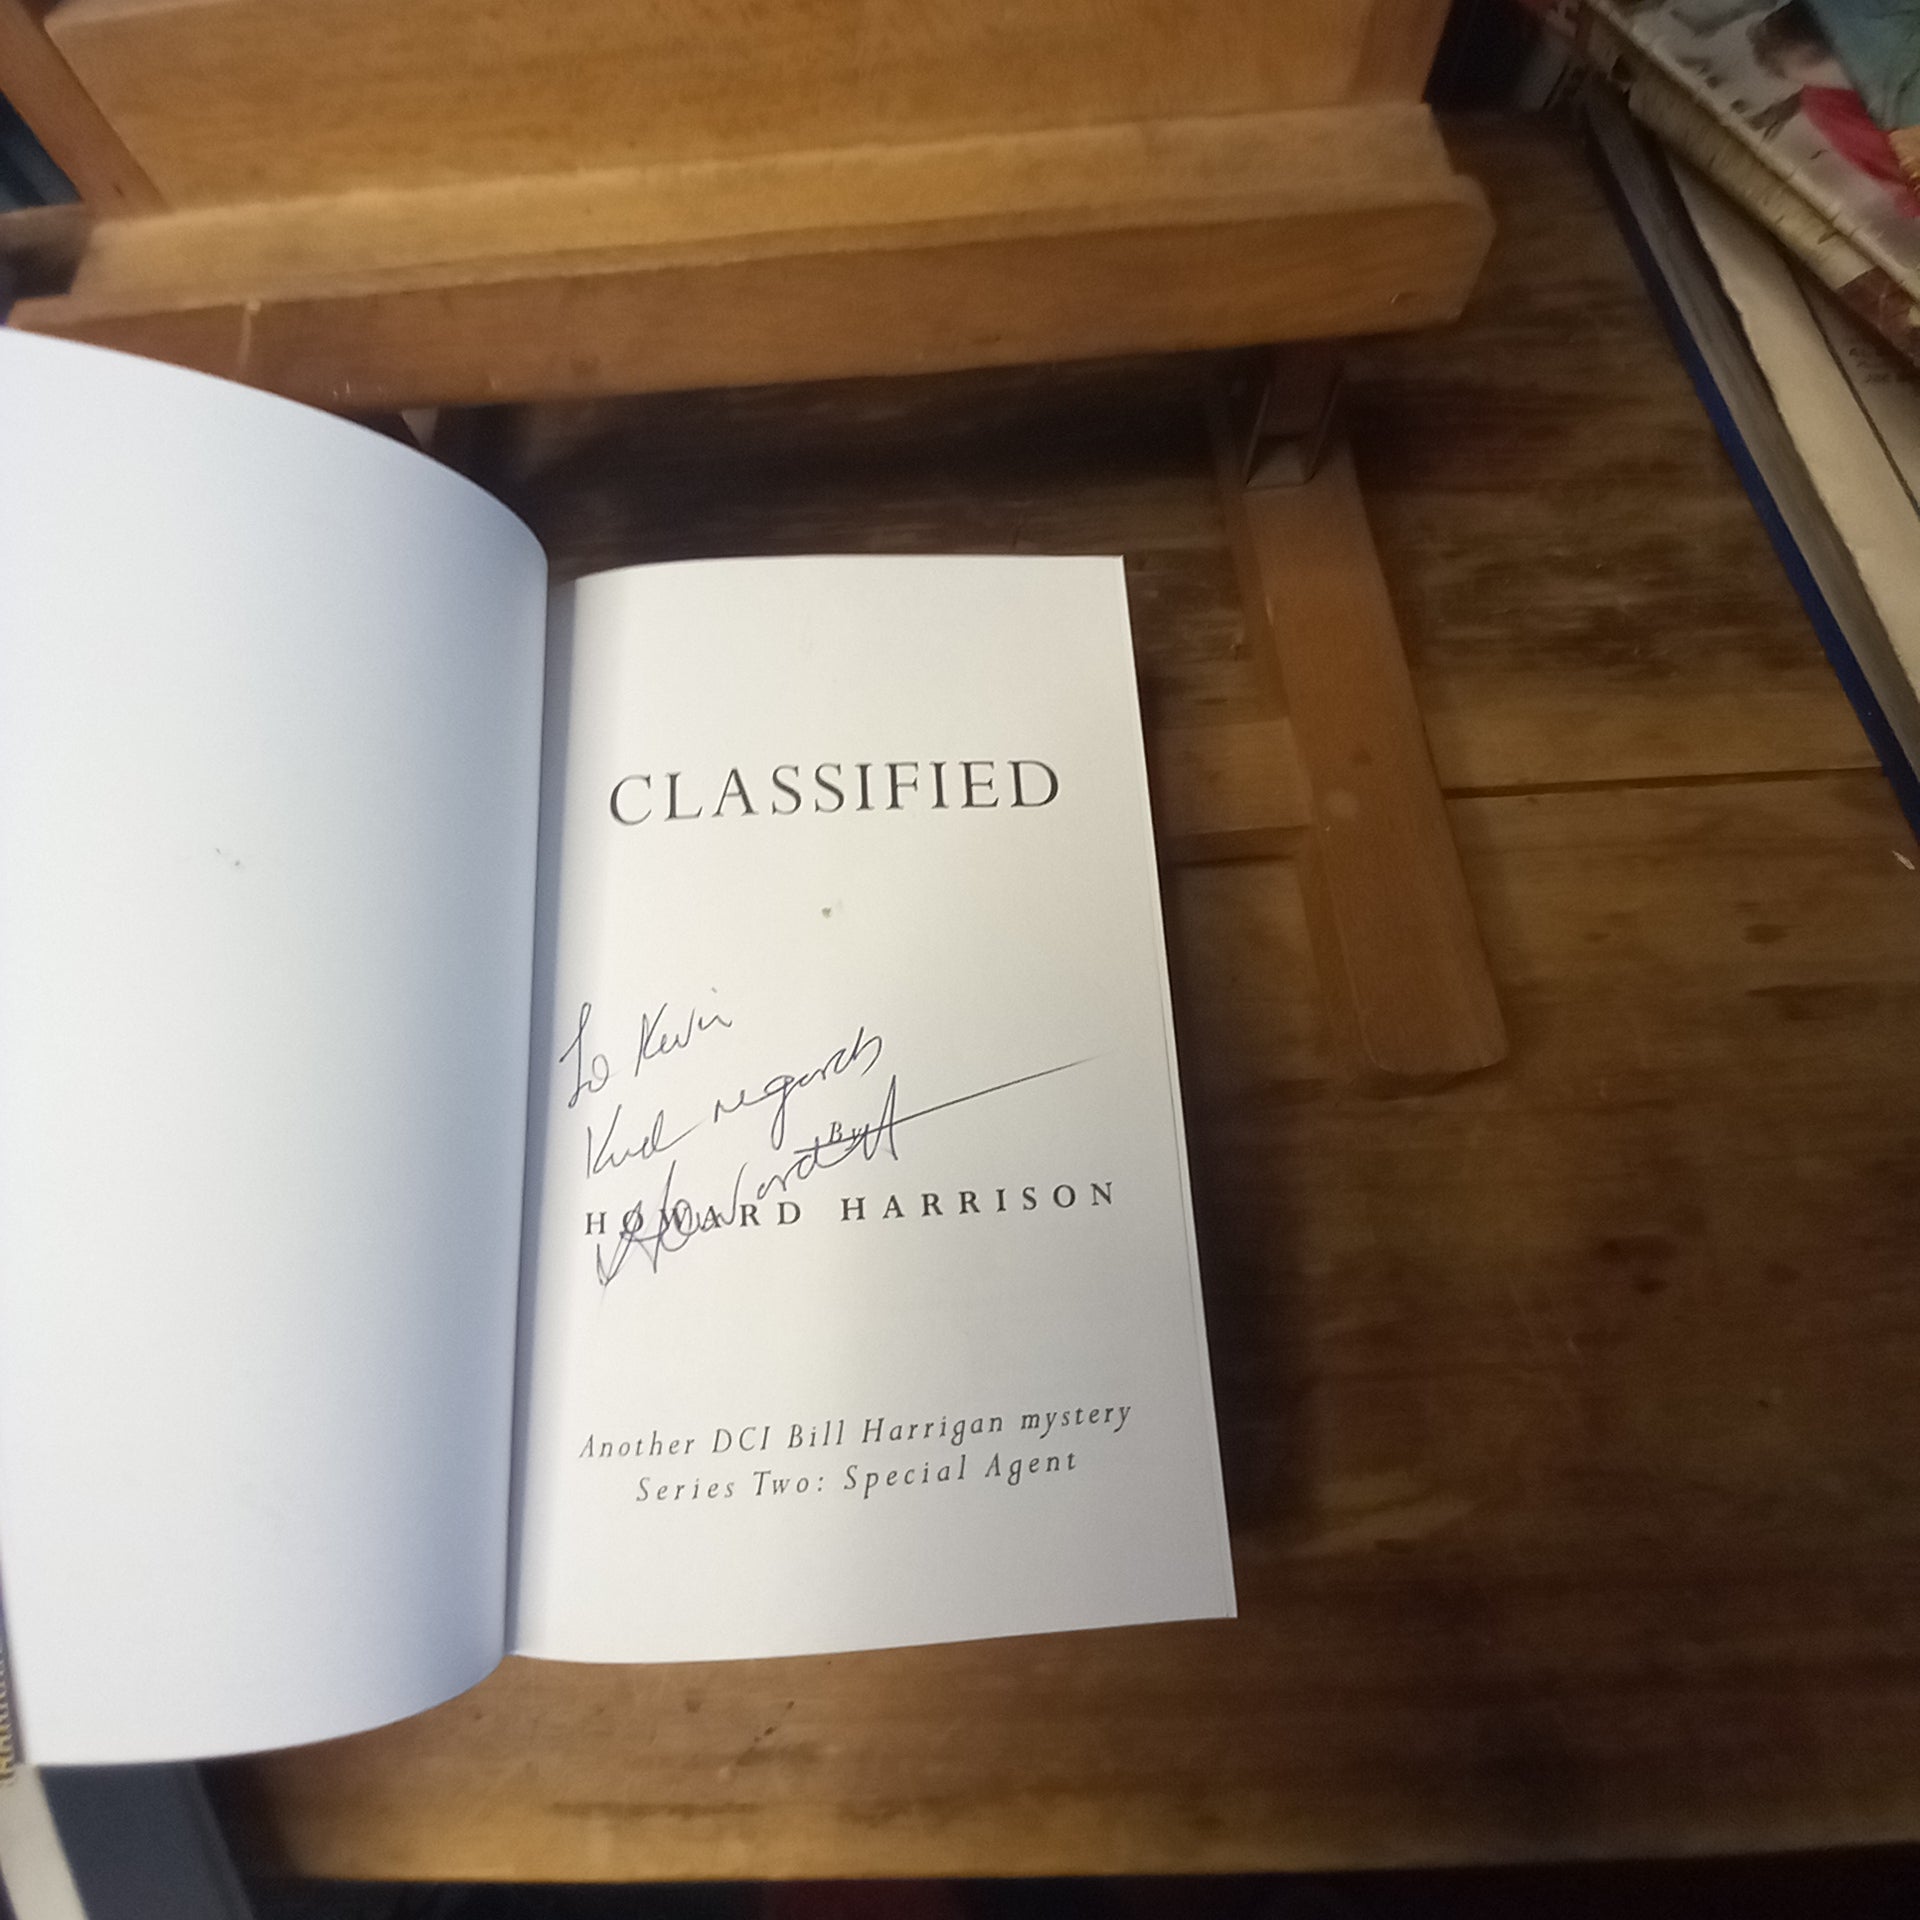 CLASSIFIED
To Kevin
Kind regards
Howard H
By
HOWARD HARRISON
Another DCI Bill Harrigan mystery
Series Two: Special Agent